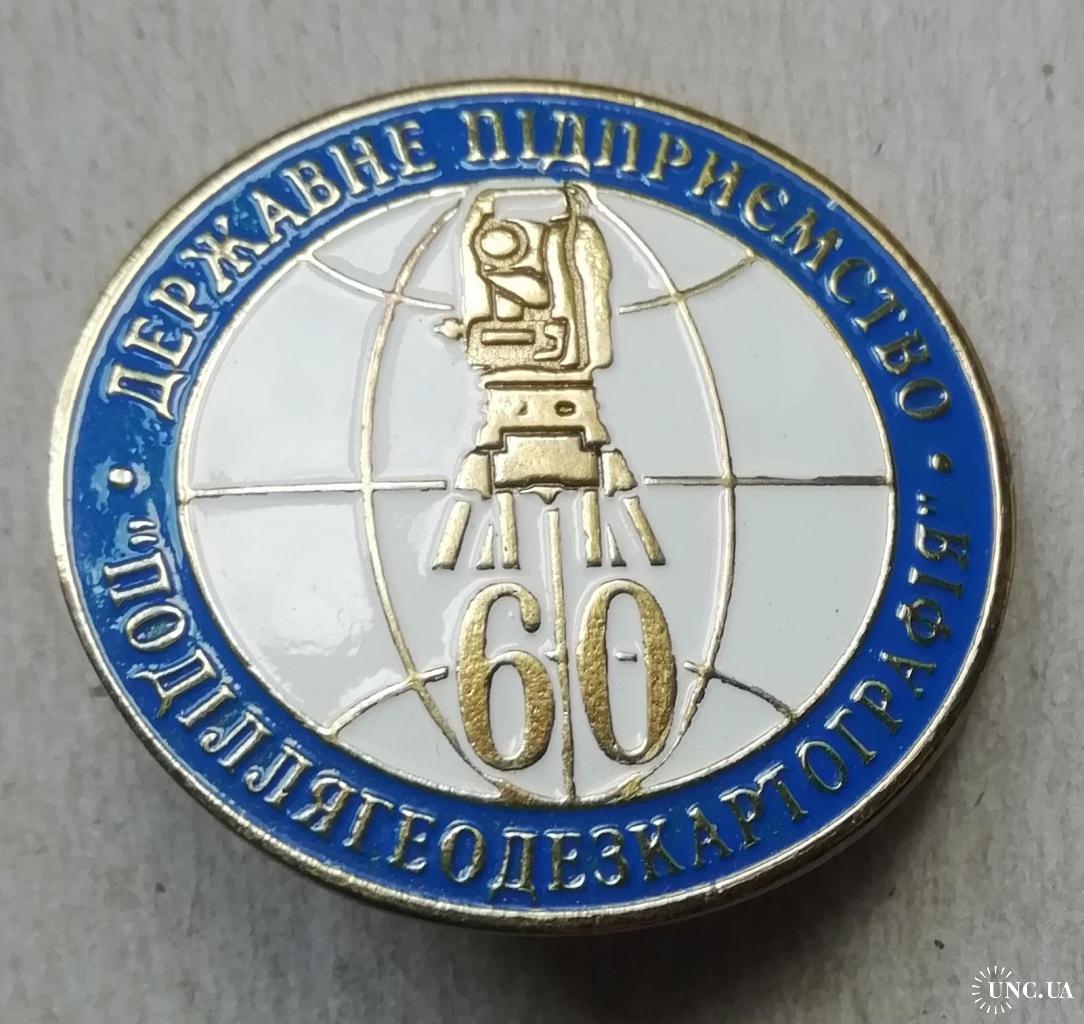 ДЕРЖАВНЕ ПІДПРИЄМСТВО
"ПОДІЛЛЯГЕОДЕЗКАРТОГРАФІЯ"
60
UNC.UA